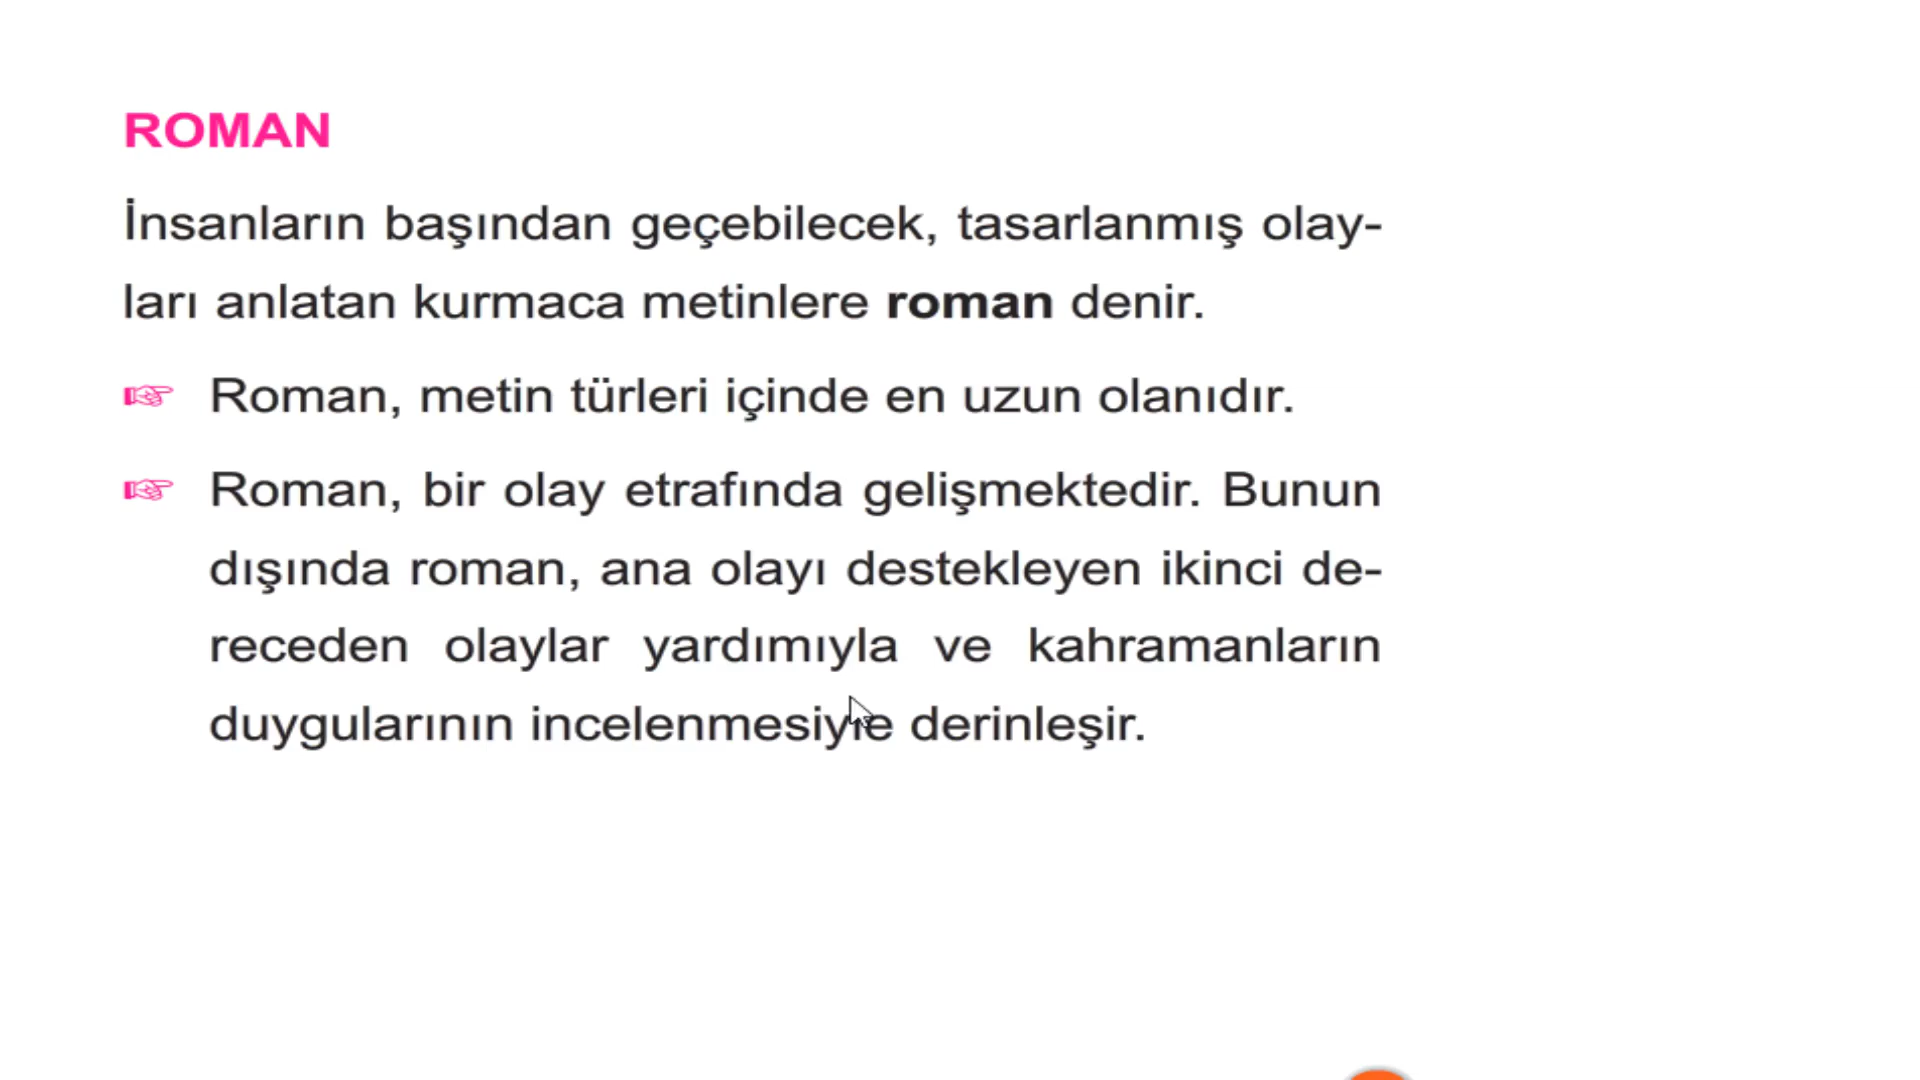 ROMAN
İnsanların başından geçebilecek, tasarlanmış olay-
ları anlatan kurmaca metinlere roman denir.
☞ Roman, metin türleri içinde en uzun olanıdır.
☞ Roman, bir olay etrafında gelişmektedir. Bunun
dışında roman, ana olayı destekleyen ikinci de-
receden olaylar yardımıyla ve kahramanların
duygularının incelenmesiyle derinleşir.